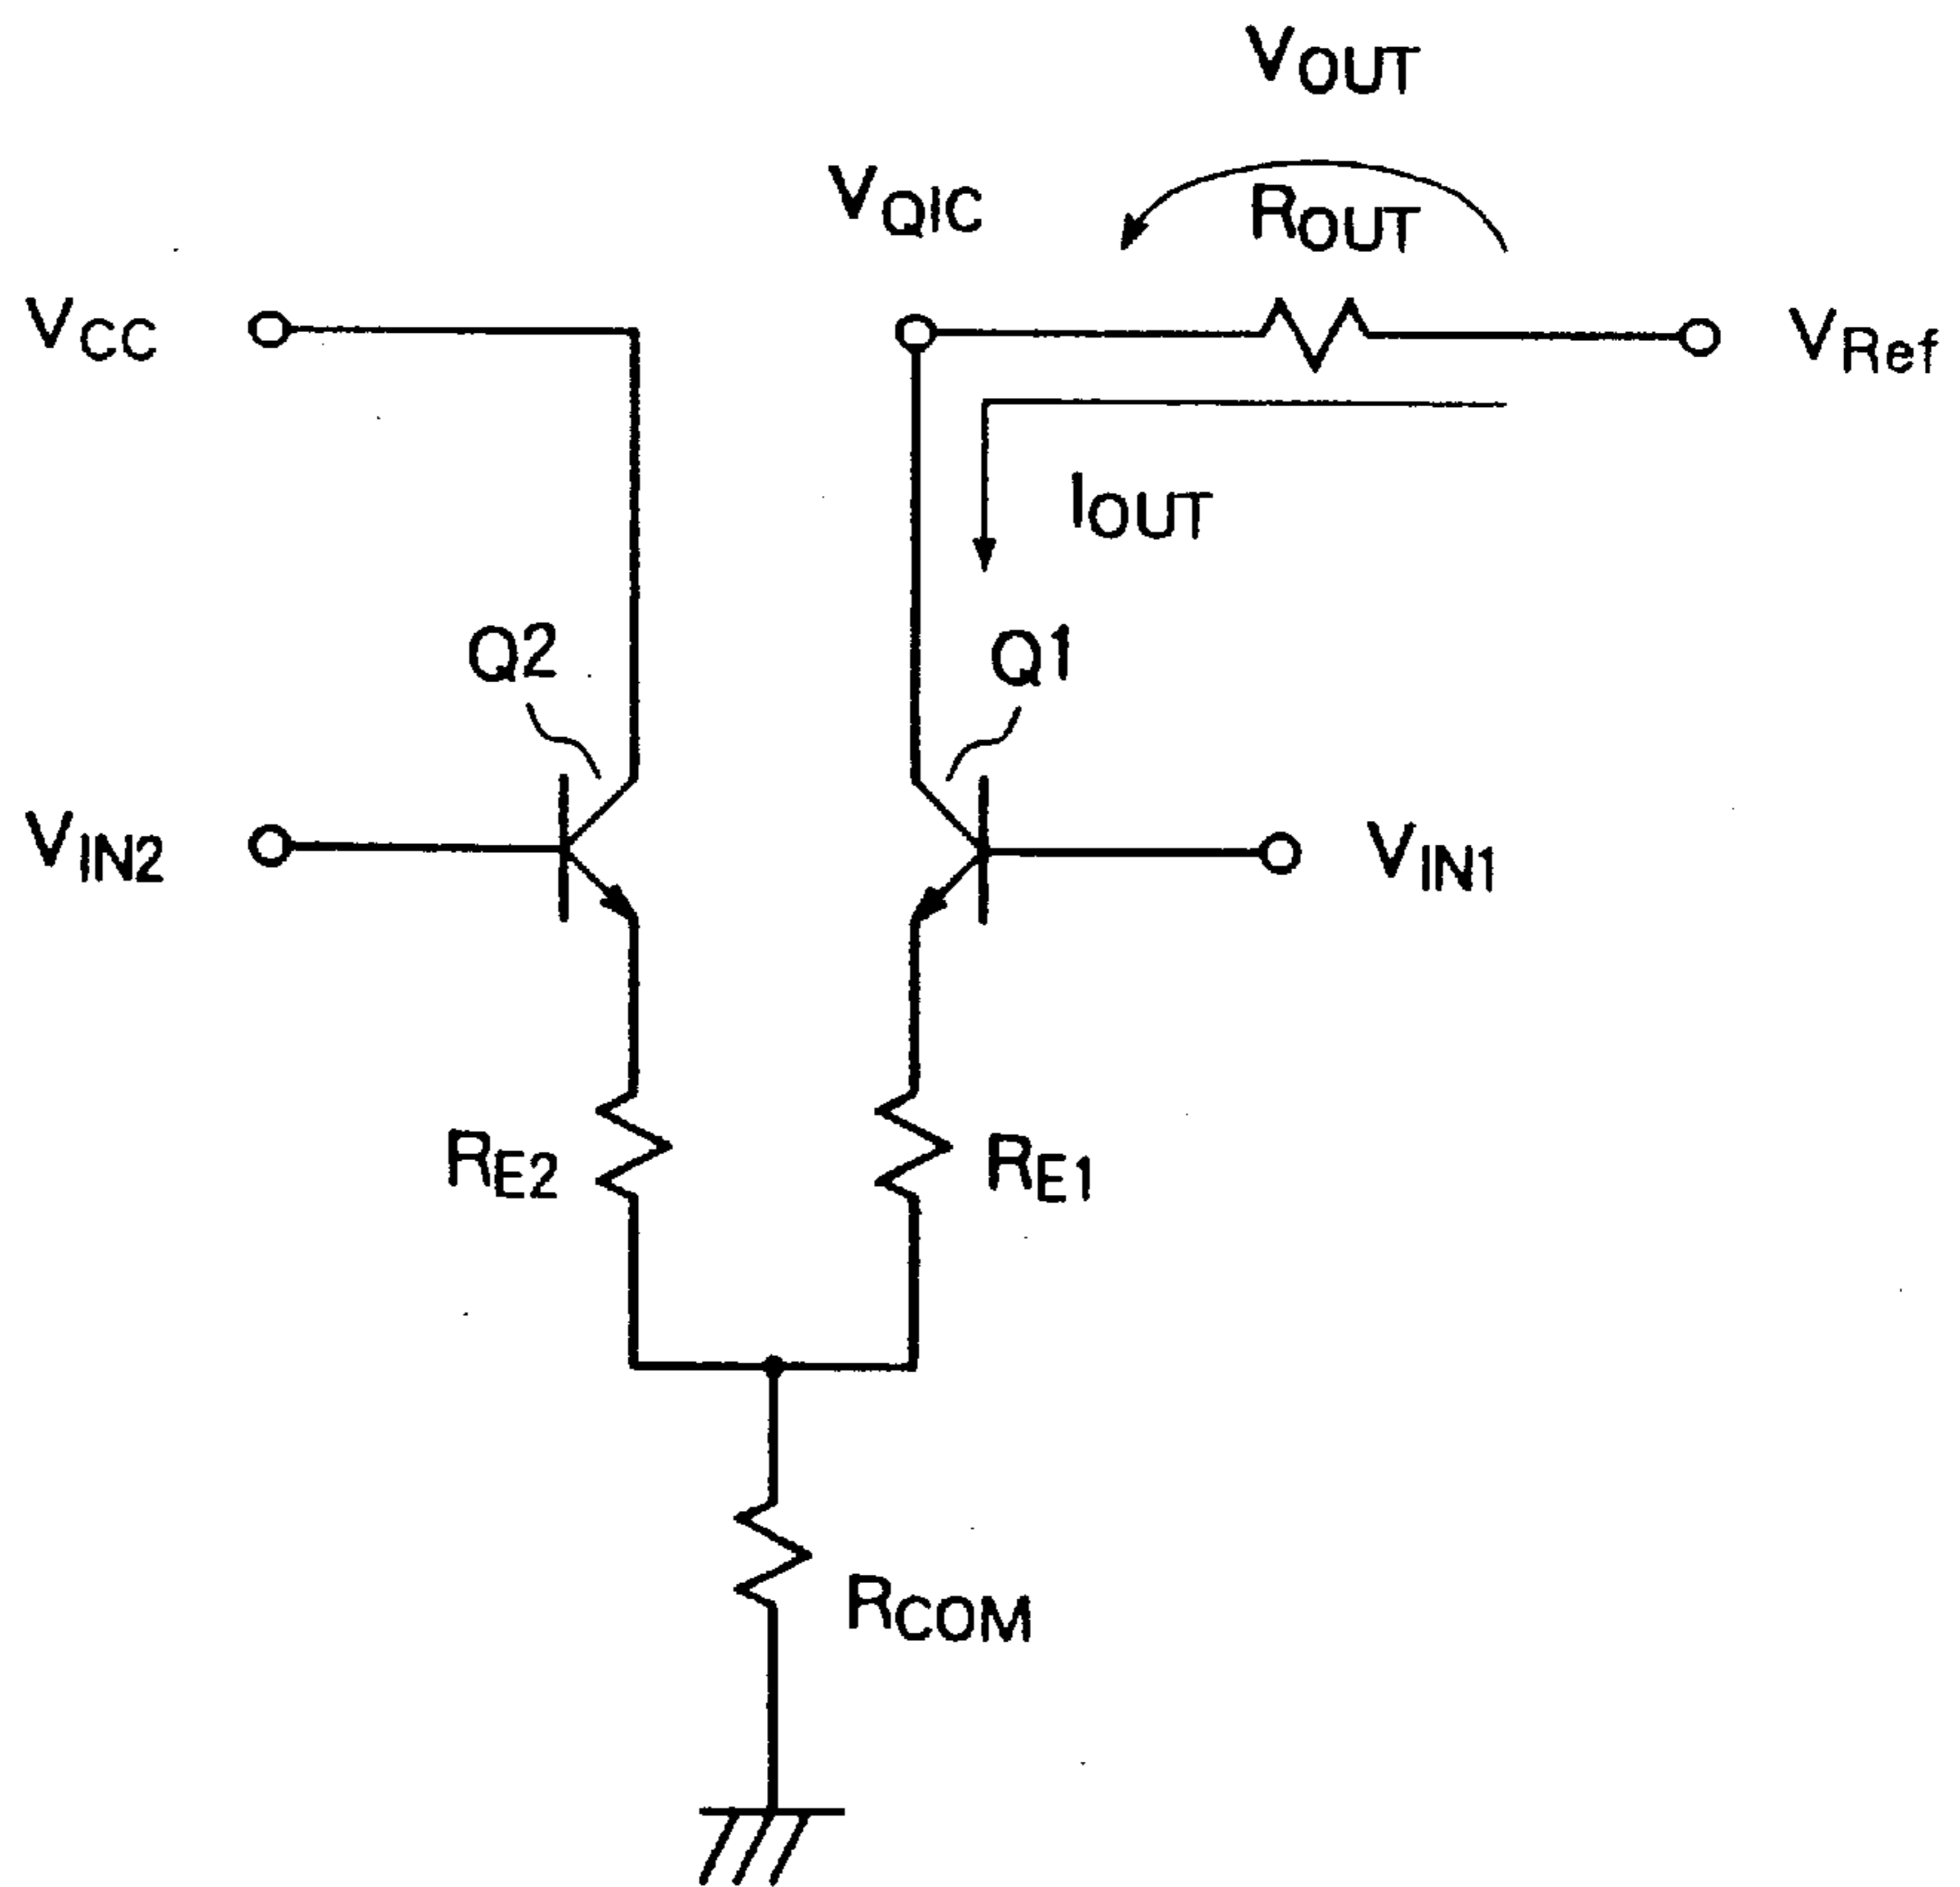 VOUT
VQIC
ROUT
VCC
VRef
IOUT
Q2
Q1
VIN2
VIN1
RE2
RE1
RCOM